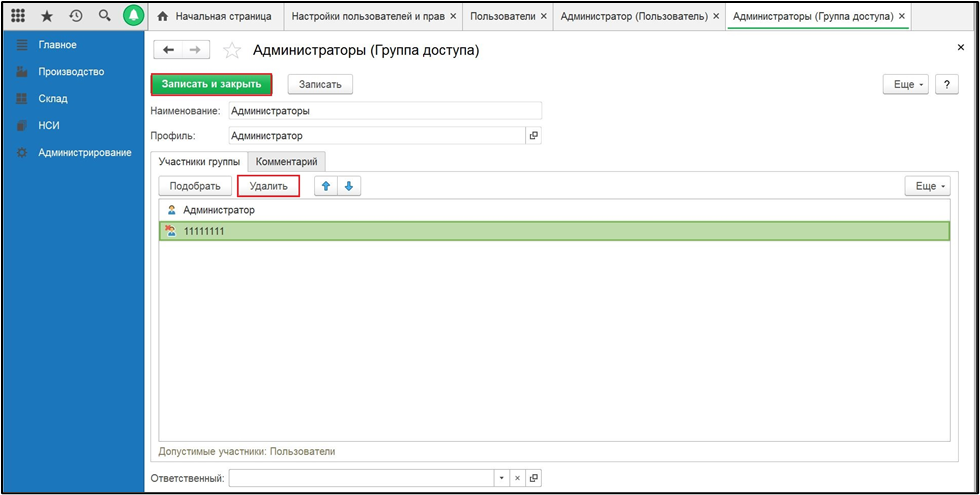 Начальная страница Настройки пользователей и прав × Пользователи × Администратор (Пользователь) × Администраторы (Группа доступа) ×
Главное
Производство
Склад
НСИ
Администрирование
Администраторы (Группа доступа) ×
Записать и закрыть Записать Еще ?
Наименование: Администраторы
Профиль: Администратор
Участники группы Комментарий
Подобрать Удалить Еще
Администратор
11111111
Допустимые участники: Пользователи
Ответственный: ×